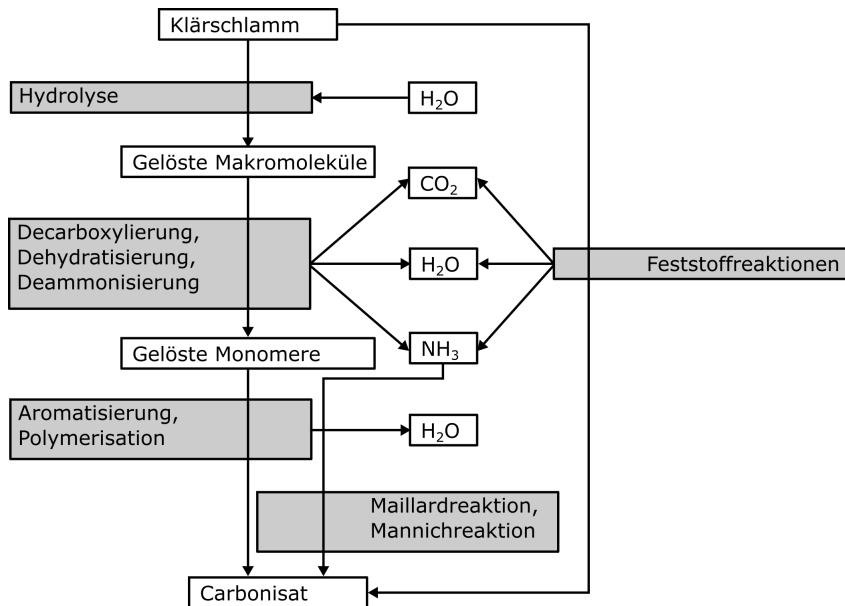 Klärschlamm
Hydrolyse
H₂O
Gelöste Makromoleküle
CO₂
Decarboxylierung,
Dehydratisierung,
Deammonisierung
H₂O
Feststoffreaktionen
Gelöste Monomere
NH₃
Aromatisierung,
Polymerisation
H₂O
Maillardreaktion,
Mannichreaktion
Carbonisat